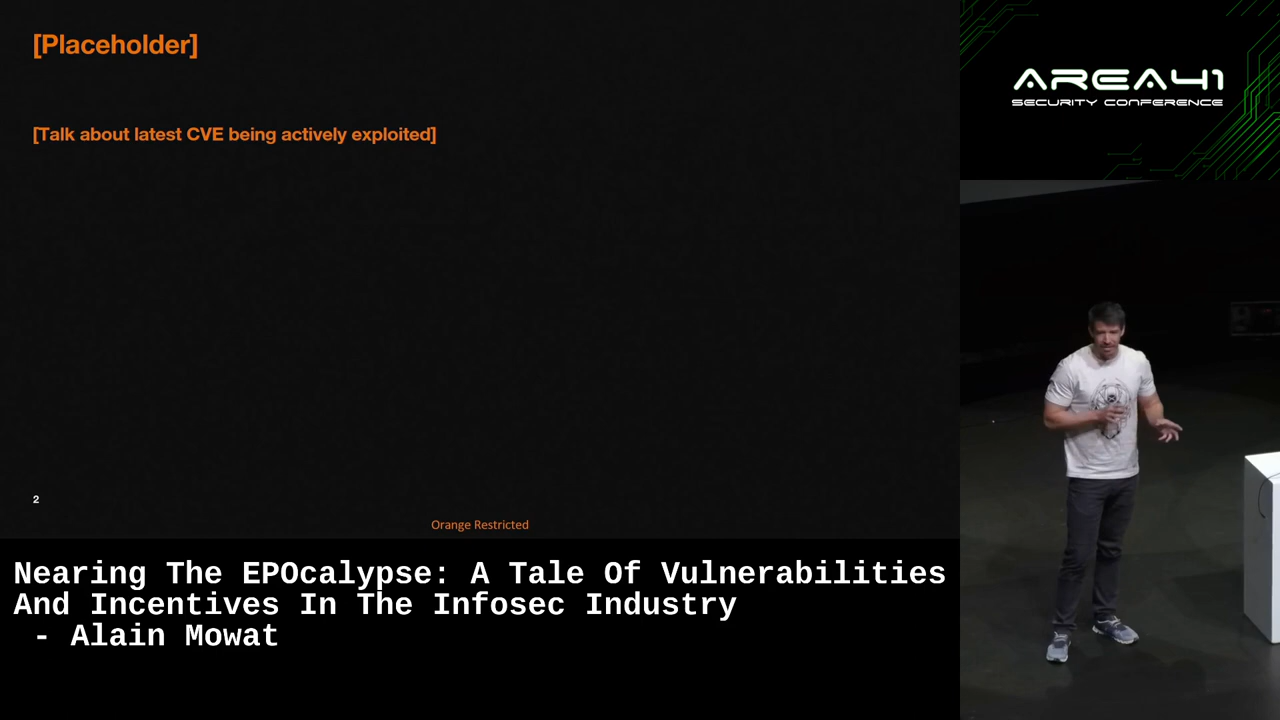 [Placeholder]
[Talk about latest CVE being actively exploited]
2
Orange Restricted
AREA41
SECURITY CONFERENCE
Nearing The EPOcalypse: A Tale Of Vulnerabilities
And Incentives In The Infosec Industry
- Alain Mowat